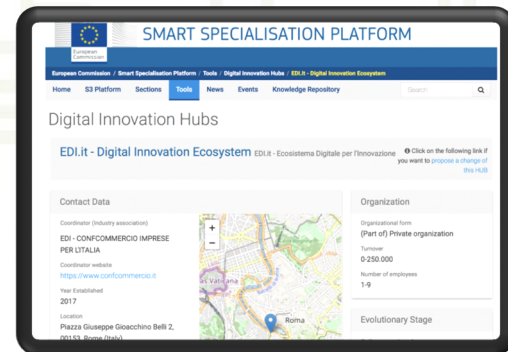 European
Commission
SMART SPECIALISATION PLATFORM
European Commission / Smart Specialisation Platform / Tools / Digital Innovation Hubs / EDI.it - Digital Innovation Ecosystem
Home S3 Platform Sections Tools News Events Knowledge Repository Search
Digital Innovation Hubs
EDI.it - Digital Innovation Ecosystem EDI.it - Ecosistema Digitale per l'Innovazione
Click on the following link if
you want to propose a change of
this HUB
Contact Data
Coordinator (Industry association)
EDI - CONFCOMMERCIO IMPRESE
PER L'ITALIA
Coordinator website
https://www.confcommercio.it
Year Established
2017
Location
Piazza Giuseppe Gioacchino Belli 2,
00153, Rome (Italy)
+
−
Roma
Organization
Organizational form
(Part of) Private organization
Turnover
0-250.000
Number of employees
1-9
Evolutionary Stage